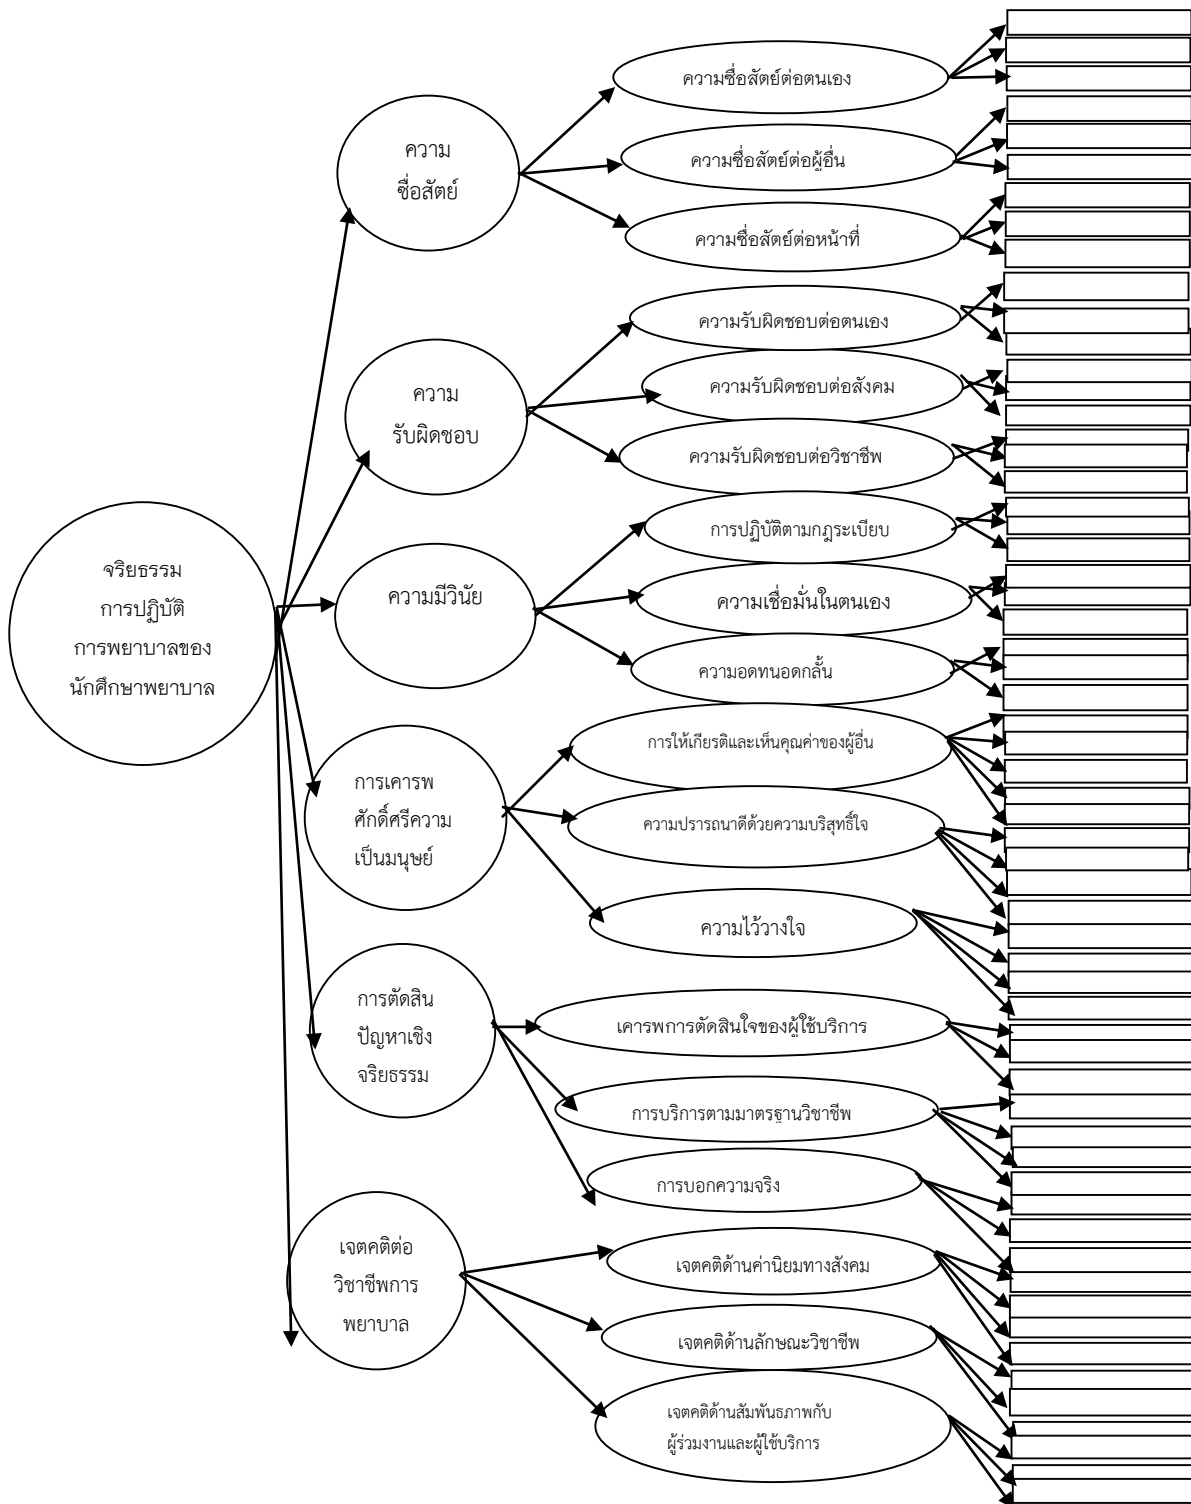 จริยธรรม
การปฏิบัติ
การพยาบาลของ
นักศึกษาพยาบาล
ความ
ซื่อสัตย์
ความซื่อสัตย์ต่อตนเอง
ความซื่อสัตย์ต่อผู้อื่น
ความซื่อสัตย์ต่อหน้าที่
ความ
รับผิดชอบ
ความรับผิดชอบต่อตนเอง
ความรับผิดชอบต่อสังคม
ความรับผิดชอบต่อวิชาชีพ
ความมีวินัย
การปฏิบัติตามกฎระเบียบ
ความเชื่อมั่นในตนเอง
ความอดทนอดกลั้น
การเคารพ
ศักดิ์ศรีความ
เป็นมนุษย์
การให้เกียรติและเห็นคุณค่าของผู้อื่น
ความปรารถนาดีด้วยความบริสุทธิ์ใจ
ความไว้วางใจ
การตัดสิน
ปัญหาเชิง
จริยธรรม
เคารพการตัดสินใจของผู้ใช้บริการ
การบริการตามมาตรฐานวิชาชีพ
การบอกความจริง
เจตคติต่อ
วิชาชีพการ
พยาบาล
เจตคติด้านค่านิยมทางสังคม
เจตคติด้านลักษณะวิชาชีพ
เจตคติด้านสัมพันธภาพกับ
ผู้ร่วมงานและผู้ใช้บริการ